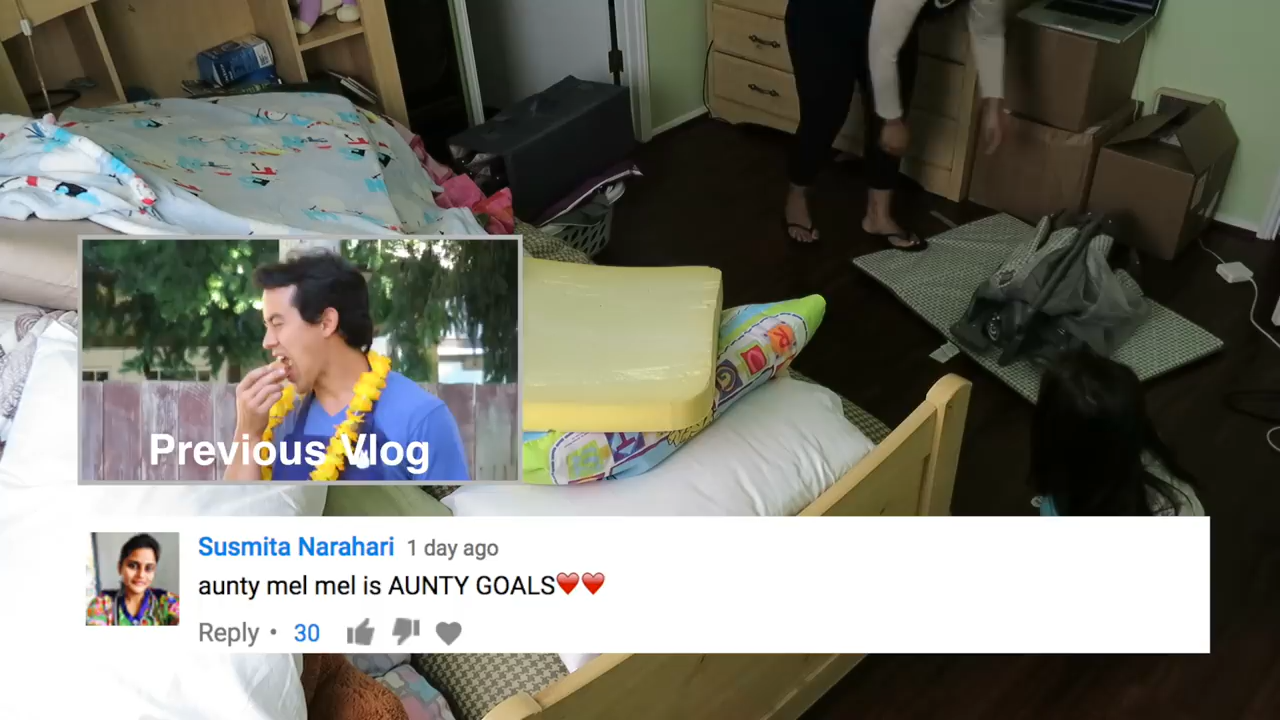 Previous Vlog
Susmita Narahari 1 day ago
aunty mel mel is AUNTY GOALS❤️❤️
Reply • 30